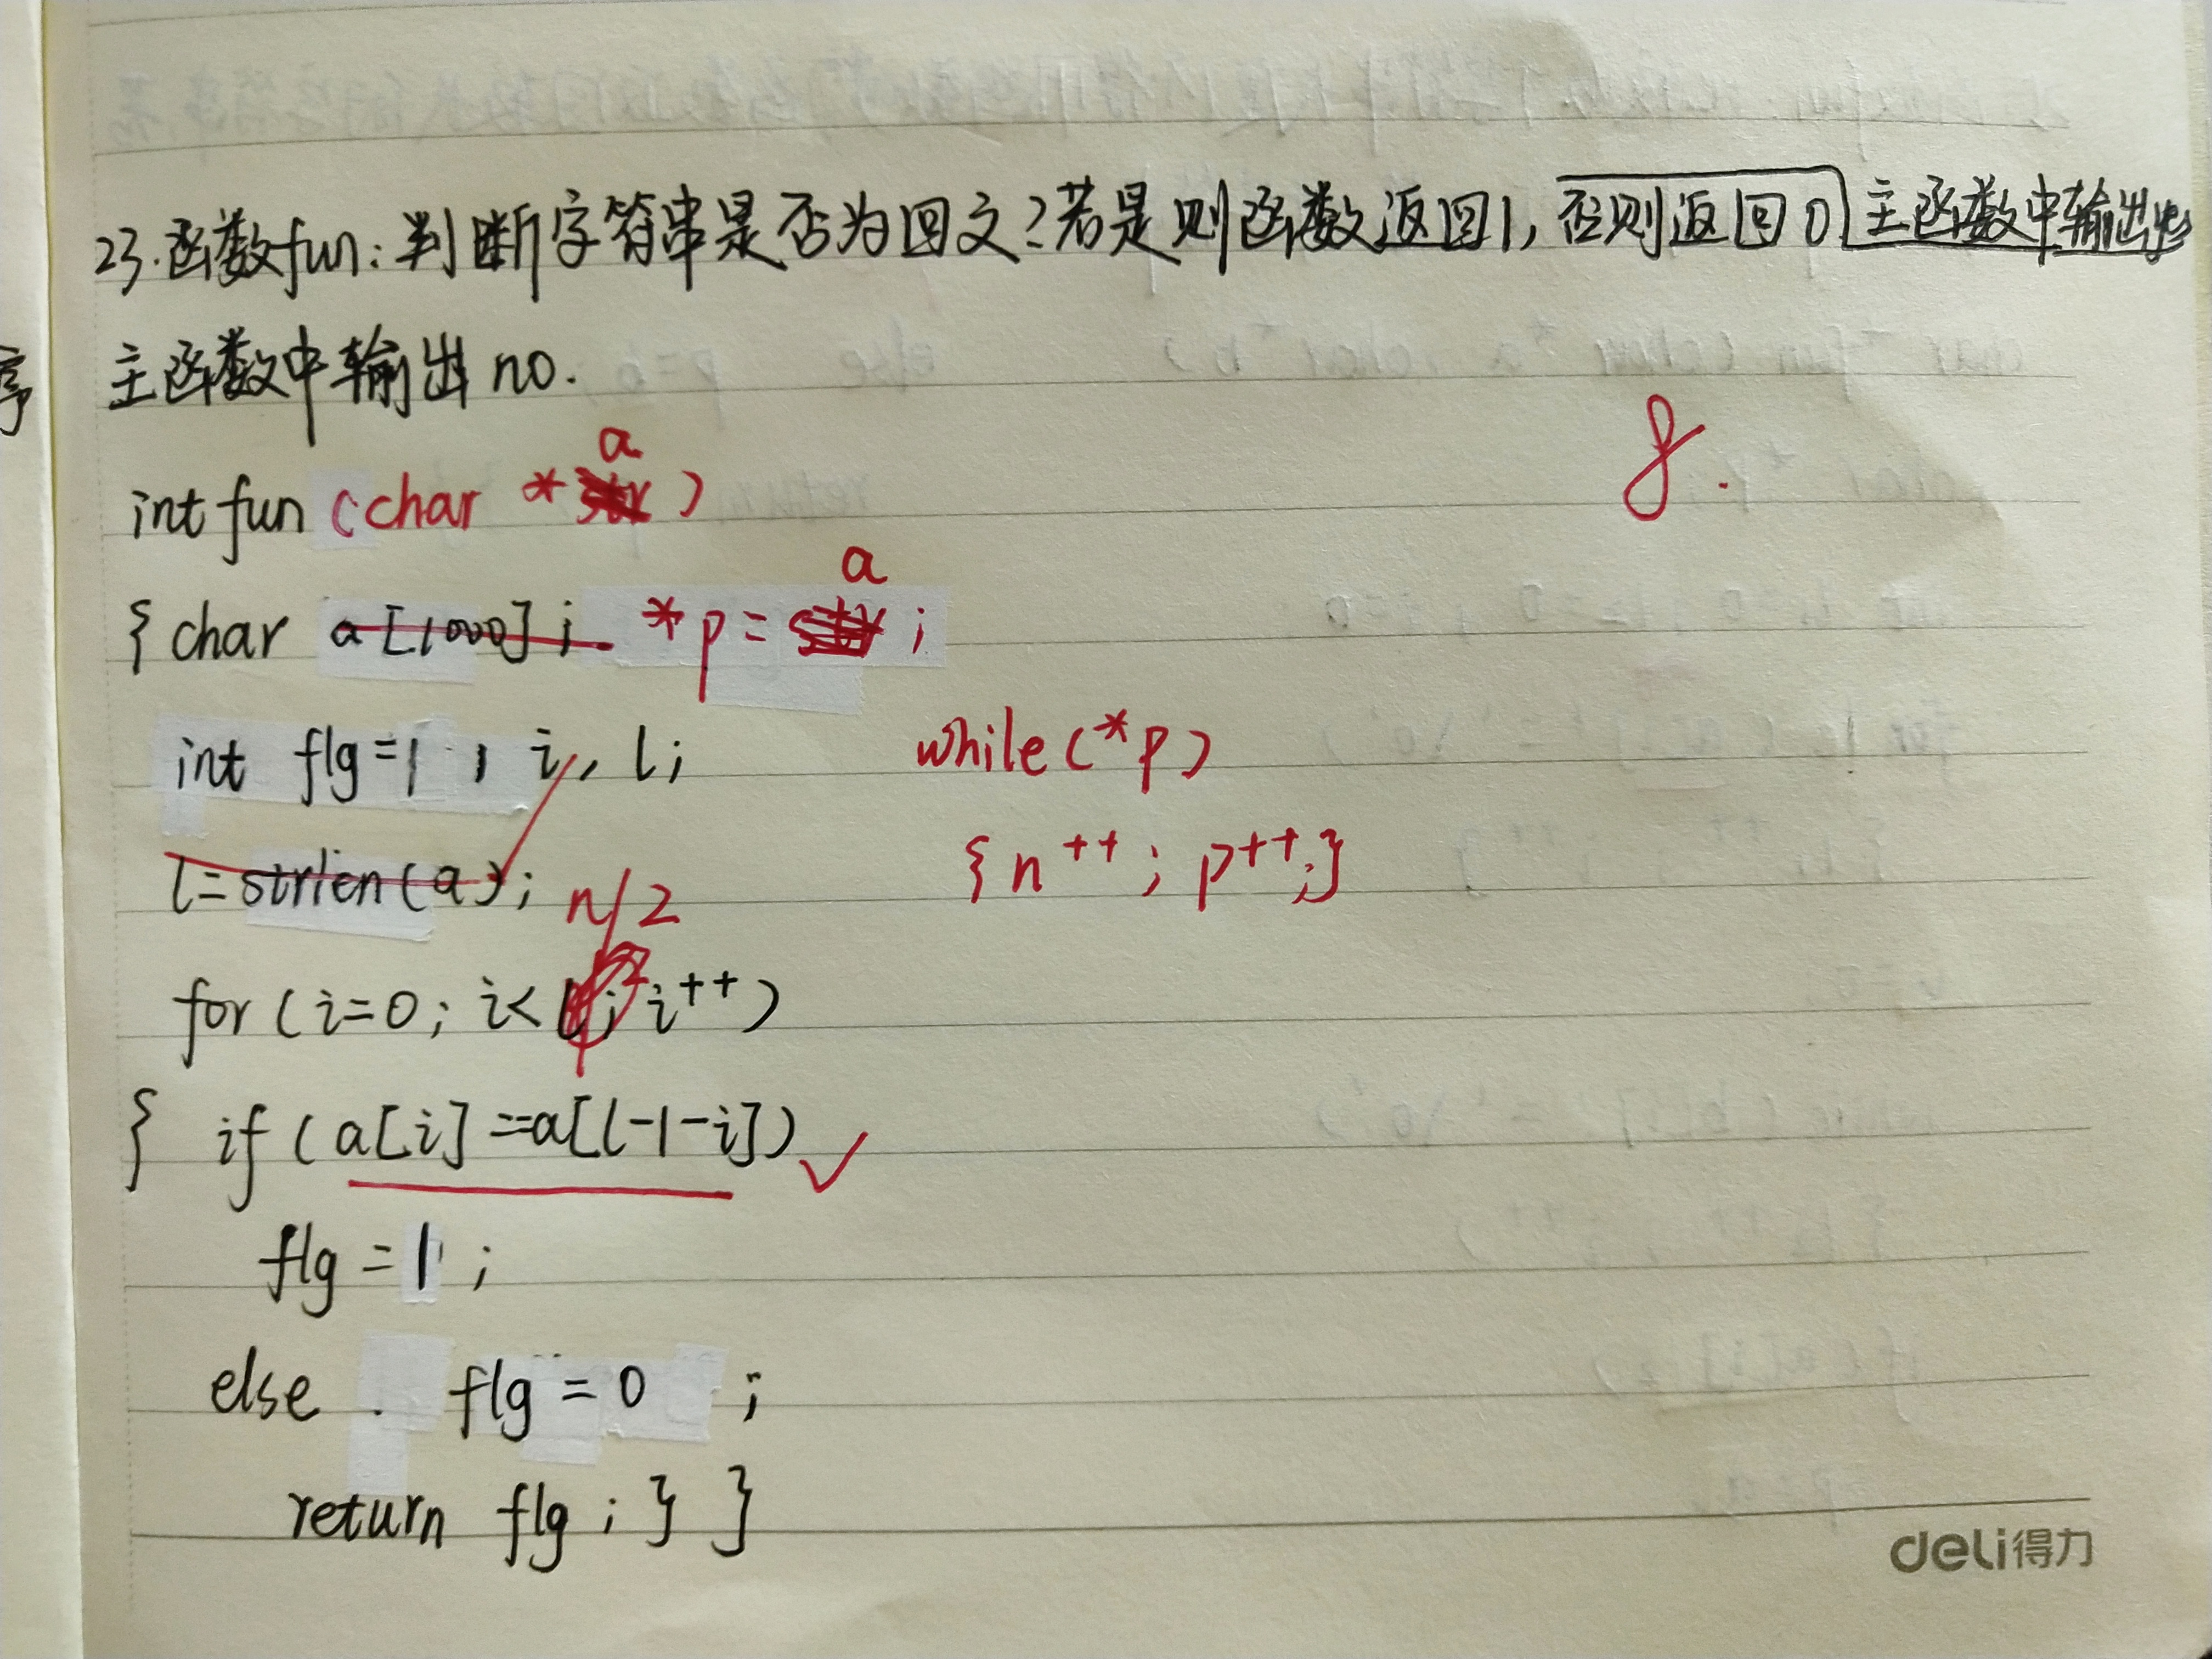 23.函数fun:判断字符串是否为回文?若是则函数返回1,否则返回0 主函数中输出
主函数中输出no.
int fun (char * a )
{ char a[1000]; *p = a ;
int flg=1 , i, l;
while(*p)
l=strlen(a);
{n++; p++;}
n/2
for(i=0; i<l; i++)
{ if(a[i]==a[l-1-i])
flg = 1 ;
else flg = 0 ;
return flg ; } }
8.
序
deli得力